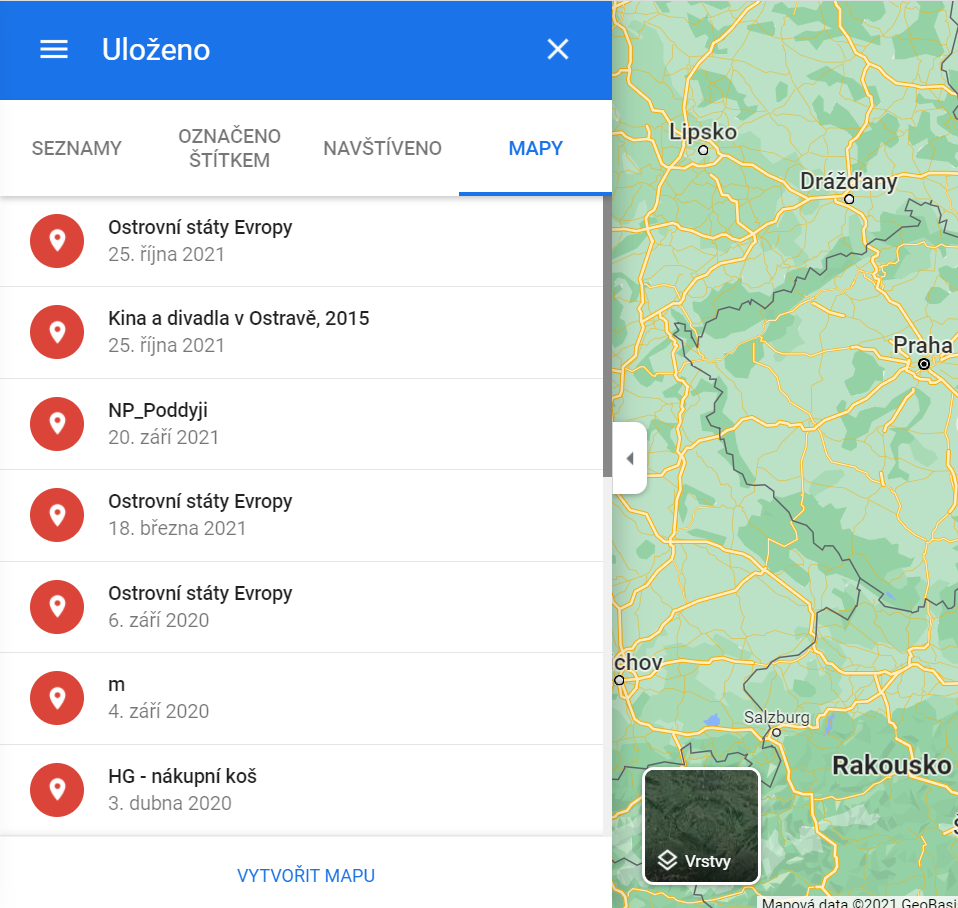 Uloženo
SEZNAMY
OZNAČENO
ŠTÍTKEM
NAVŠTÍVENO
MAPY
Ostrovní státy Evropy
25. října 2021
Kina a divadla v Ostravě, 2015
25. října 2021
NP_Poddyji
20. září 2021
Ostrovní státy Evropy
18. března 2021
Ostrovní státy Evropy
6. září 2020
m
4. září 2020
HG - nákupní koš
3. dubna 2020
VYTVOŘIT MAPU
Lipsko
Drážďany
Praha
chov
Salzburg
Rakousko
Vrstvy
Mapová data ©2021 GeoBasi